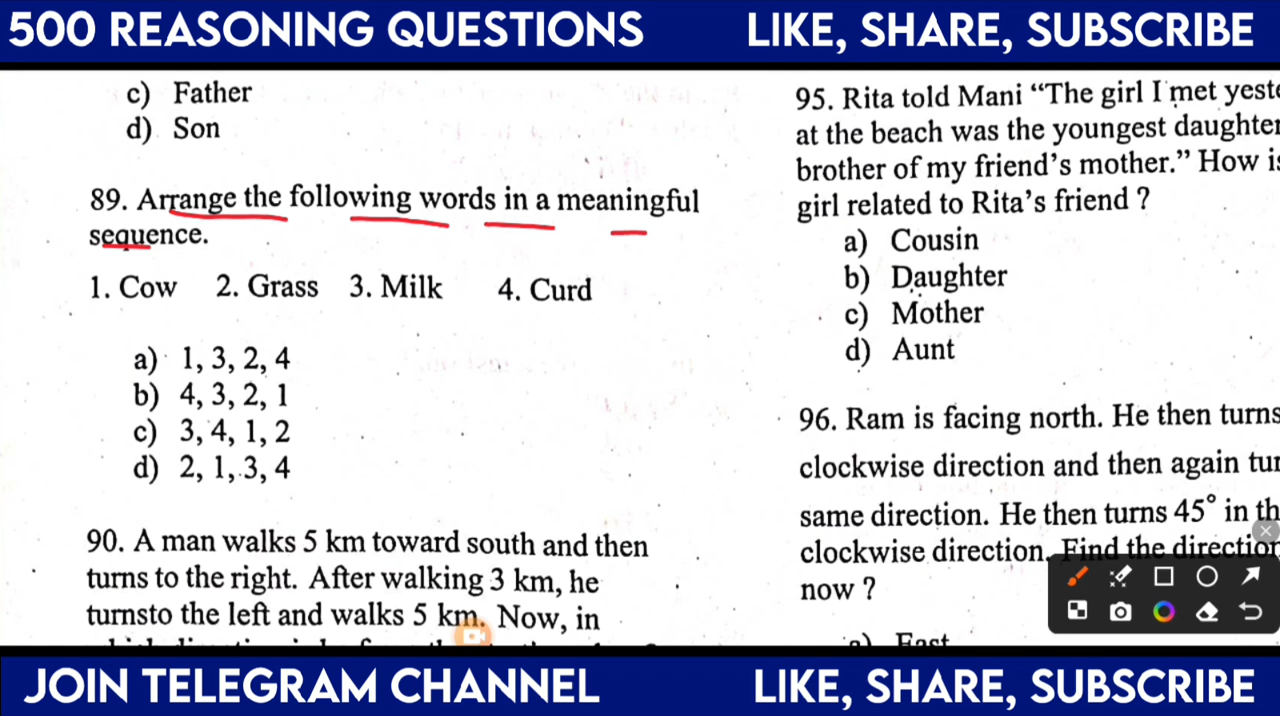 500 REASONING QUESTIONS
LIKE, SHARE, SUBSCRIBE
c) Father
d) Son
89. Arrange the following words in a meaningful
sequence.
1. Cow 2. Grass 3. Milk 4. Curd
a) 1, 3, 2, 4
b) 4, 3, 2, 1
c) 3, 4, 1, 2
d) 2, 1, 3, 4
90. A man walks 5 km toward south and then
turns to the right. After walking 3 km, he
turnsto the left and walks 5 km. Now, in
95. Rita told Mani “The girl I met
at the beach was the youngest
brother of my friend’s mother.” How
girl related to Rita’s friend ?
a) Cousin
b) Daughter
c) Mother
d) Aunt
96. Ram is facing north. He then turns
clockwise direction and then again
same direction. He then turns 45° in
clockwise direction. Find the direction
now ?
a) East
JOIN TELEGRAM CHANNEL
LIKE, SHARE, SUBSCRIBE